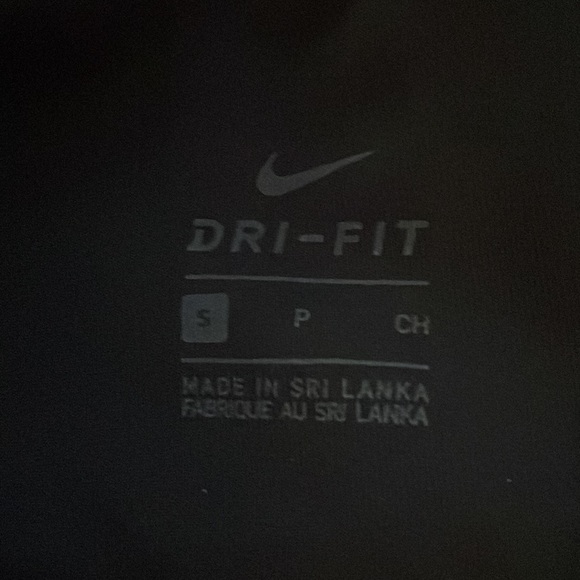 DRI-FIT
S P CH
MADE IN SRI LANKA
FABRIQUE AU SRI LANKA